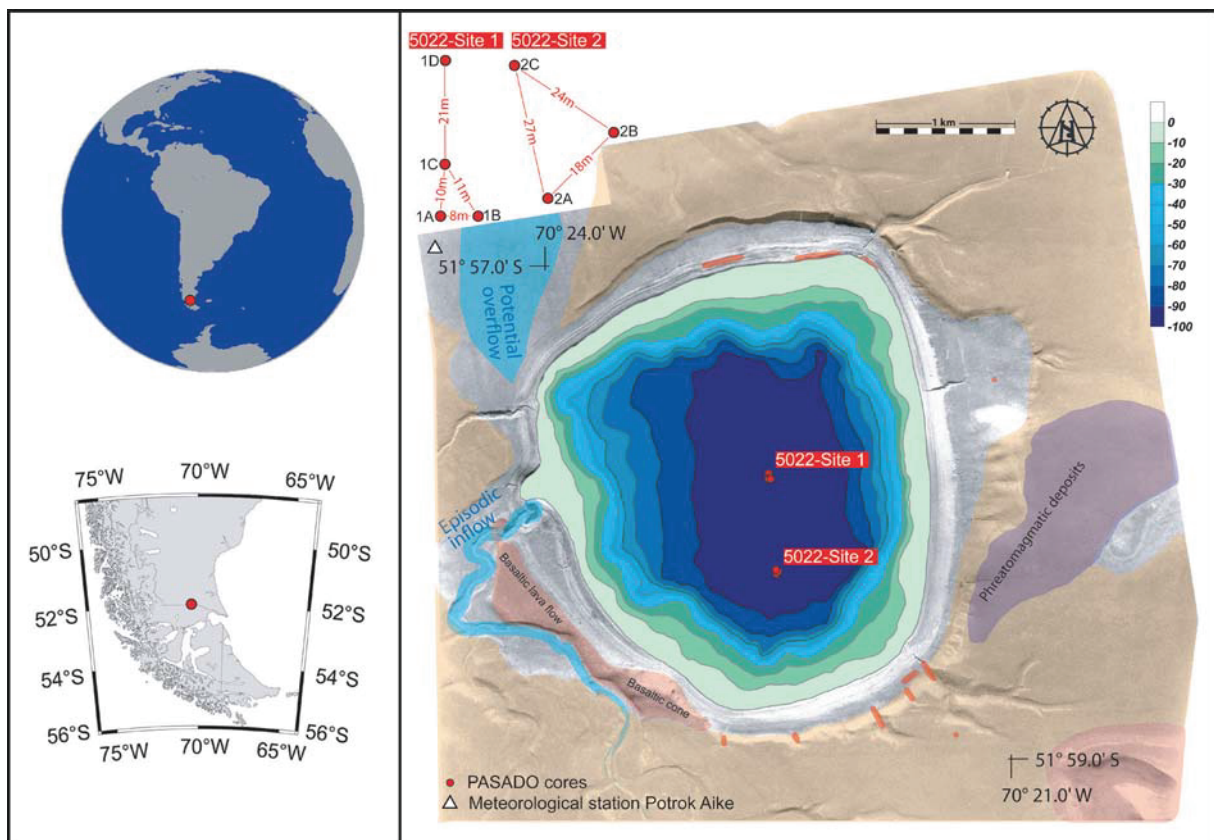 75°W
70°W
65°W
50°S
50°S
52°S
52°S
54°S
54°S
56°S
56°S
75°W
70°W
65°W
5022-Site 1
5022-Site 2
1D
2C
21m
24m
27m
2B
1C
18m
10m
11m
2A
1A
8m
1B
70° 24.0' W
51° 57.0' S
Potential
overflow
1 km
N
0
-10
-20
-30
-40
-50
-60
-70
-80
-90
-100
5022-Site 1
5022-Site 2
Episodic
inflow
Basaltic lava flow
Basaltic cone
Phreatomagmatic deposits
51° 59.0' S
70° 21.0' W
PASADO cores
Meteorological station Potrok Aike